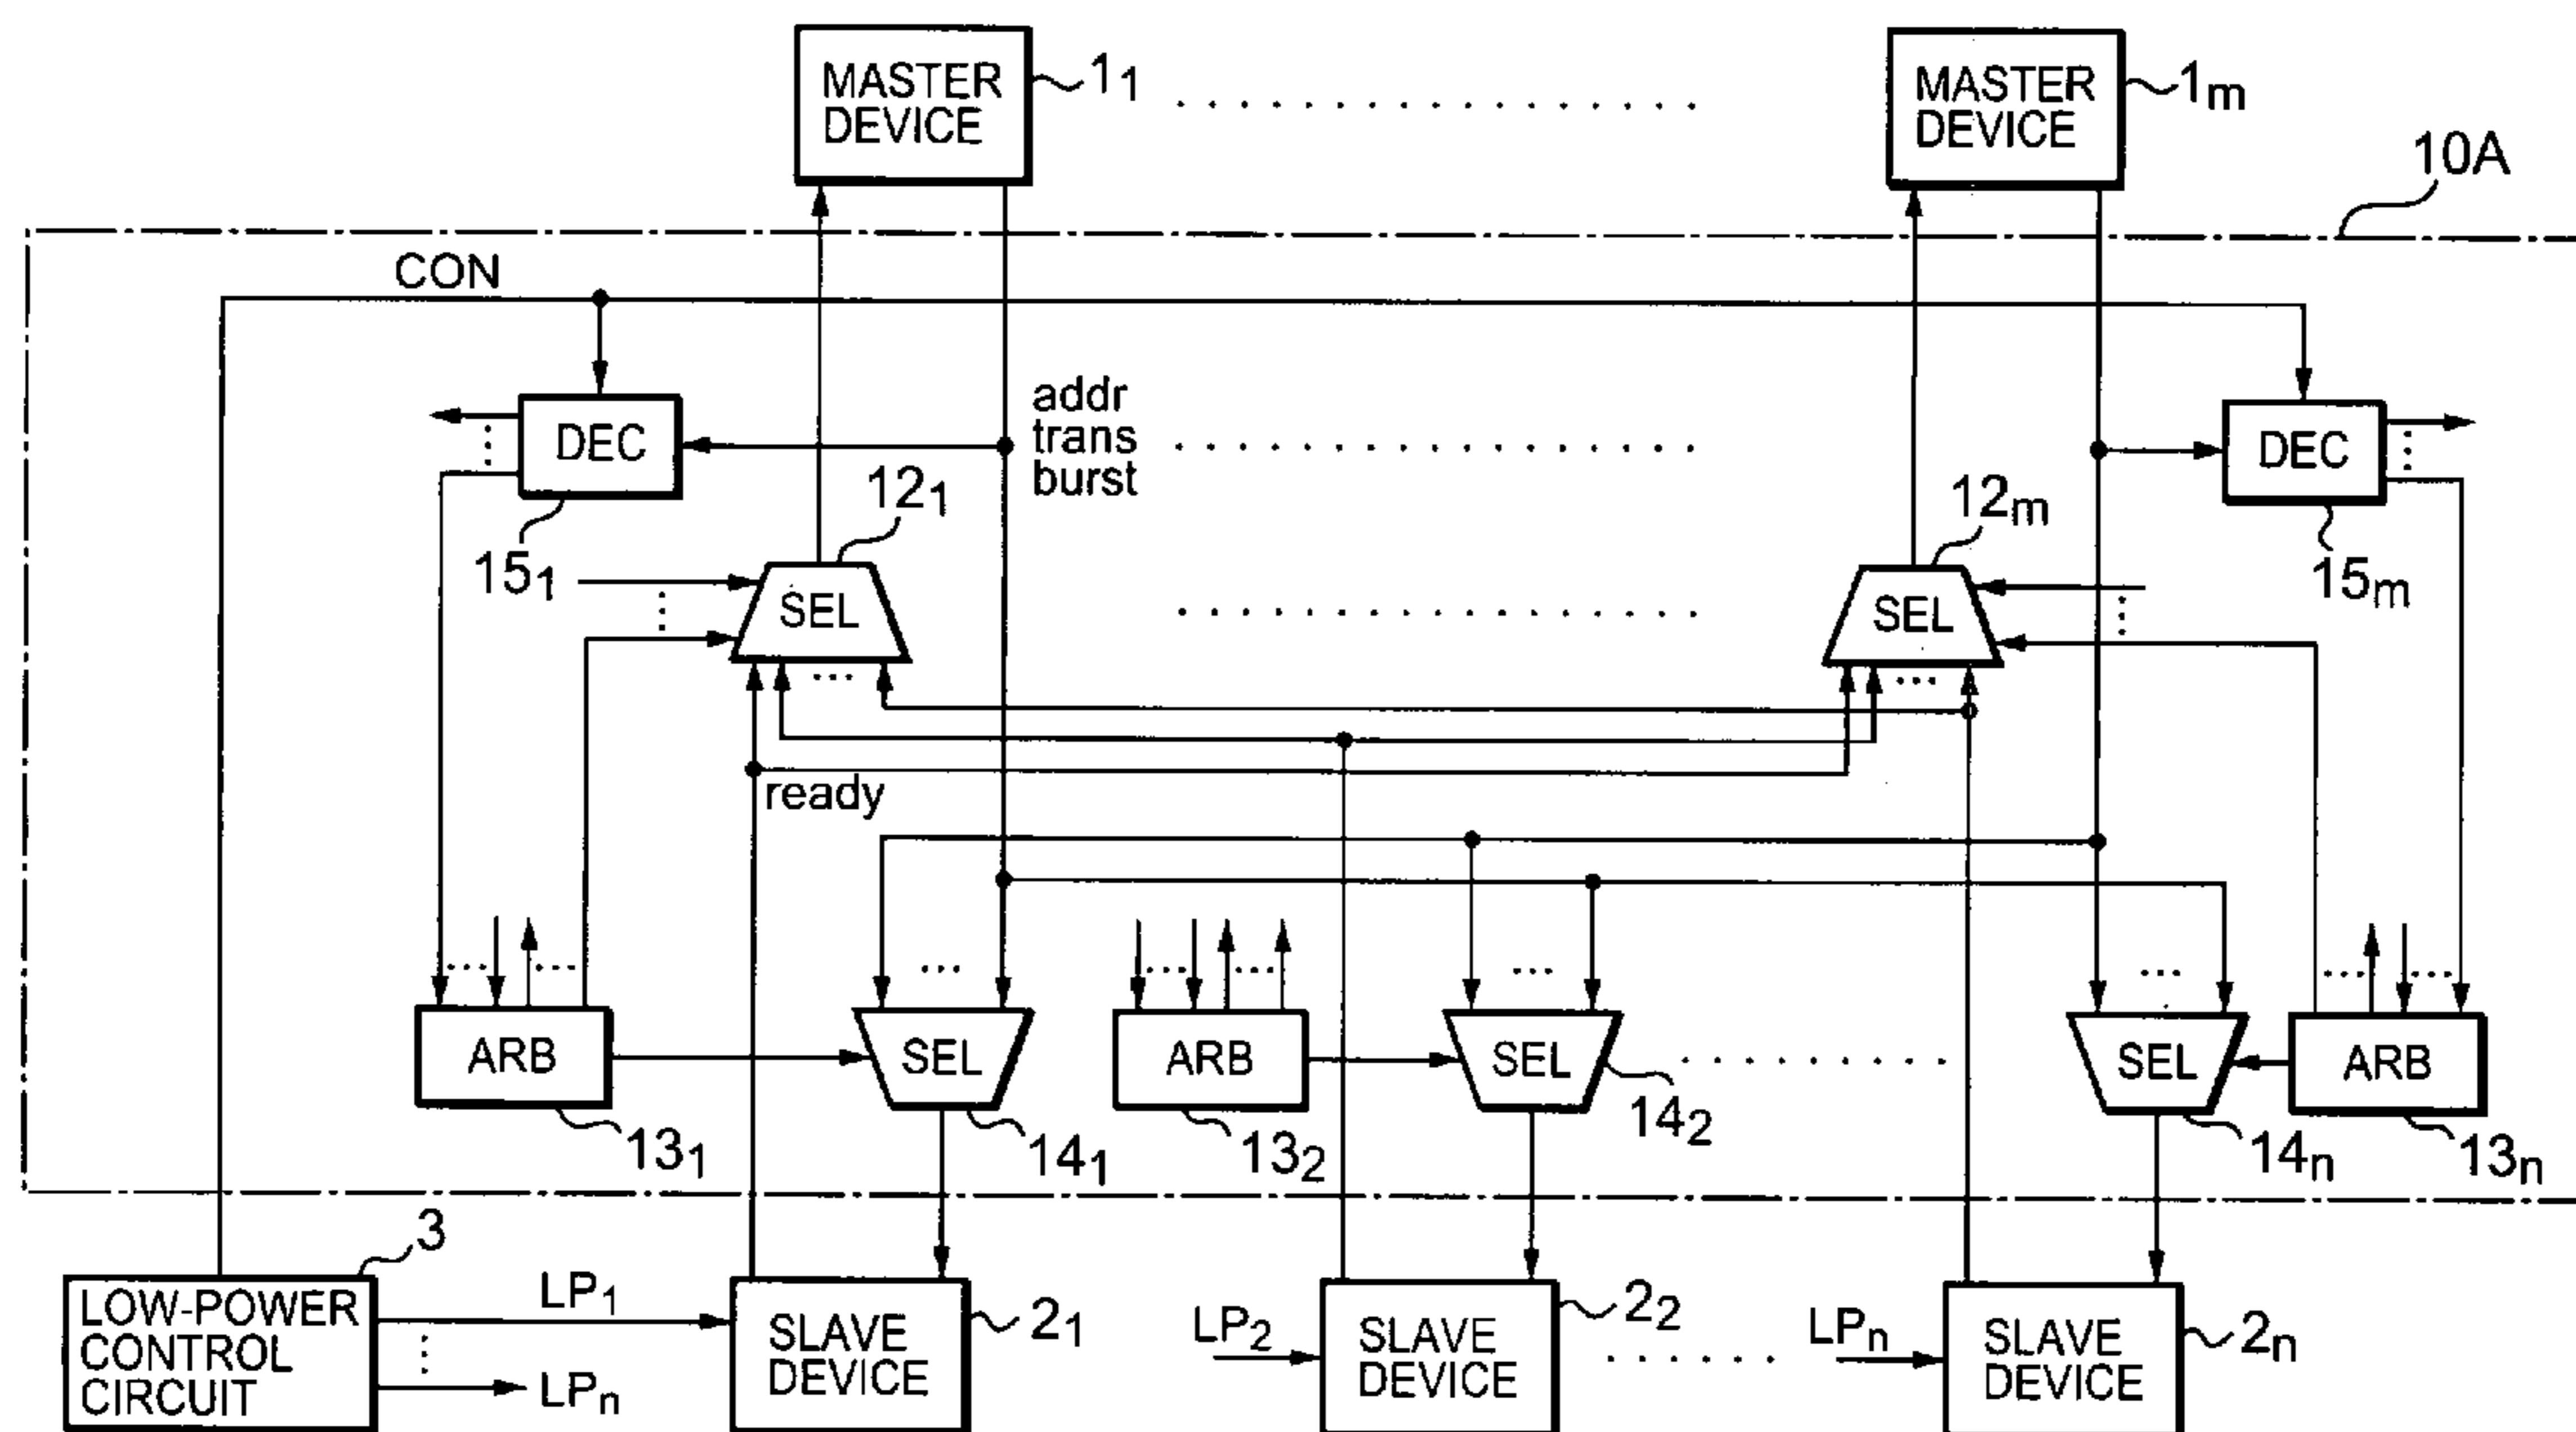 MASTER
DEVICE
1₁
MASTER
DEVICE
1m
10A
CON
DEC
15₁
addr
trans
burst
DEC
15m
12₁
SEL
12m
SEL
ready
ARB
13₁
SEL
14₁
ARB
13₂
SEL
14₂
SEL
14n
ARB
13n
3
LOW-POWER
CONTROL
CIRCUIT
LP₁
LPn
SLAVE
DEVICE
2₁
LP₂
SLAVE
DEVICE
2₂
LPn
SLAVE
DEVICE
2n